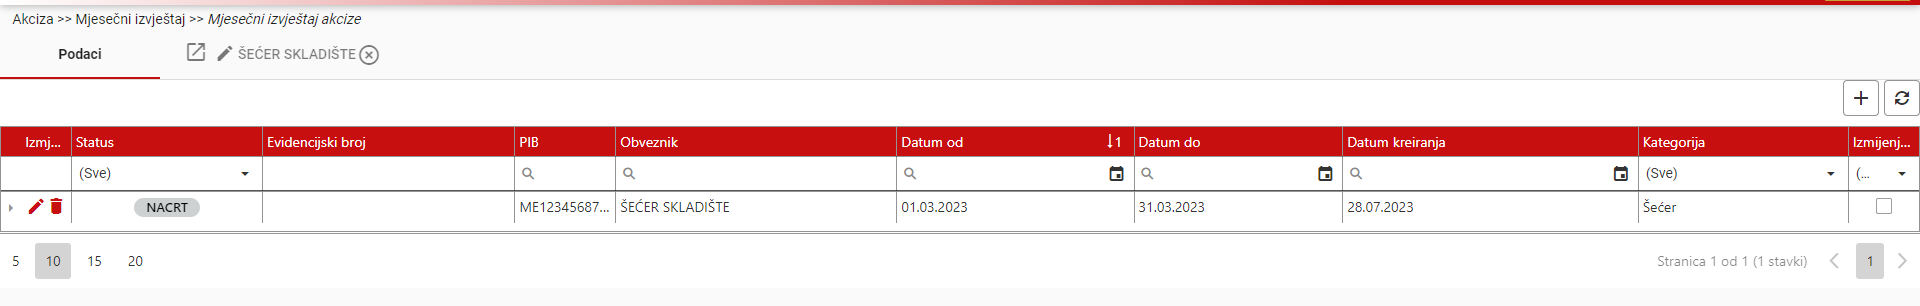 Akciza >> Mjesečni izvještaj >> Mjesečni izvještaj akcize
Podaci ŠEĆER SKLADIŠTE
Izmj... Status Evidencijski broj PIB Obveznik Datum od 1 Datum do Datum kreiranja Kategorija Izmijenj...
(Sve) (Sve) (...
NACRT ME12345687... ŠEĆER SKLADIŠTE 01.03.2023 31.03.2023 28.07.2023 Šećer
5 10 15 20 Stranica 1 od 1 (1 stavki) 1